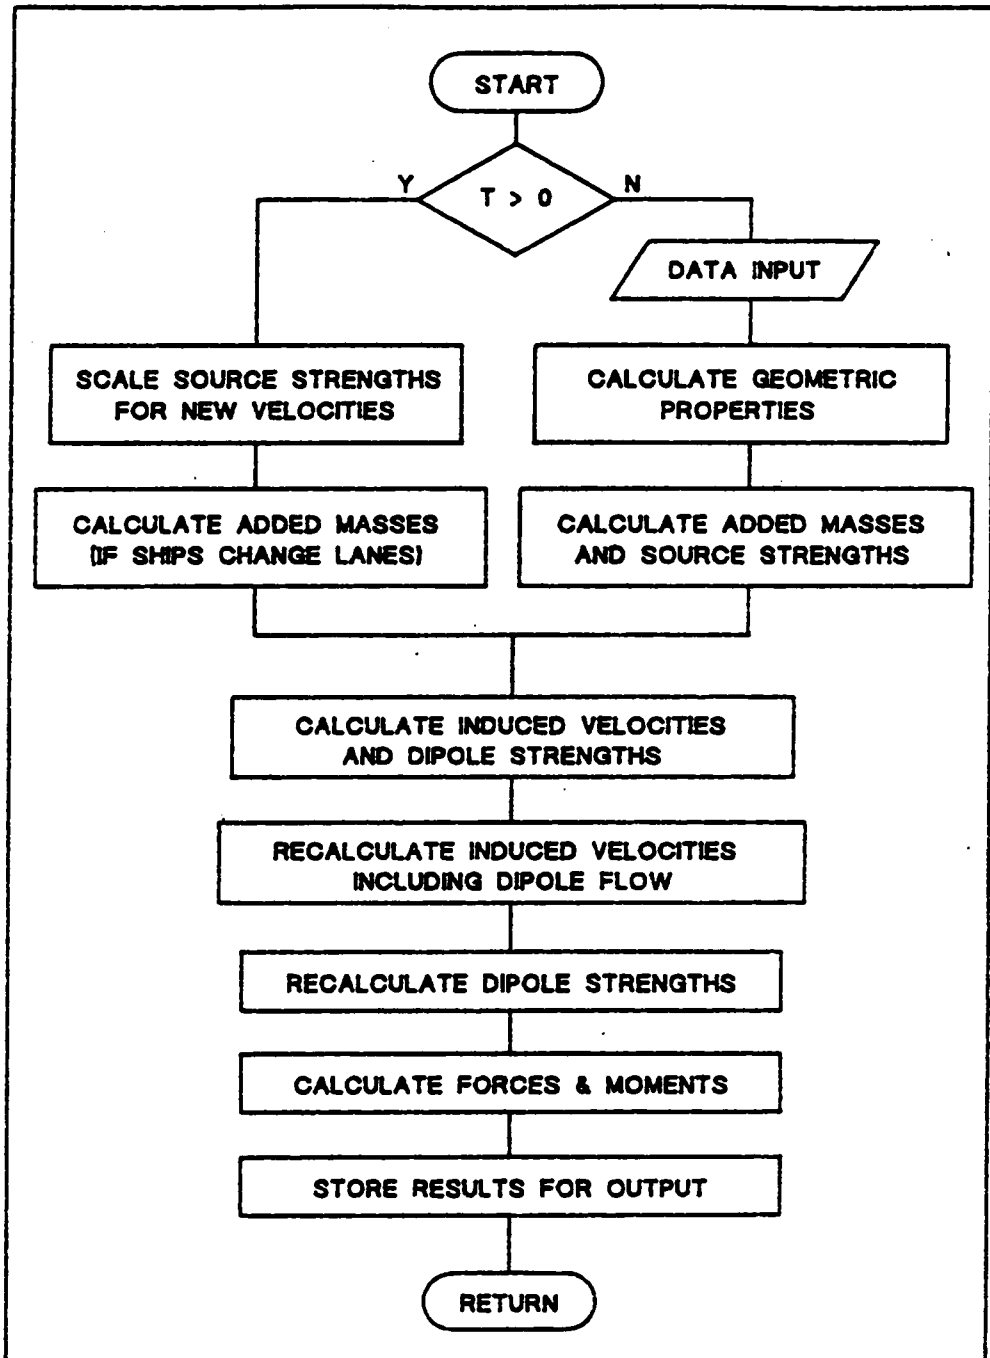 START
T > 0
Y
N
DATA INPUT
SCALE SOURCE STRENGTHS
FOR NEW VELOCITIES
CALCULATE GEOMETRIC
PROPERTIES
CALCULATE ADDED MASSES
(IF SHIPS CHANGE LANES)
CALCULATE ADDED MASSES
AND SOURCE STRENGTHS
CALCULATE INDUCED VELOCITIES
AND DIPOLE STRENGTHS
RECALCULATE INDUCED VELOCITIES
INCLUDING DIPOLE FLOW
RECALCULATE DIPOLE STRENGTHS
CALCULATE FORCES & MOMENTS
STORE RESULTS FOR OUTPUT
RETURN